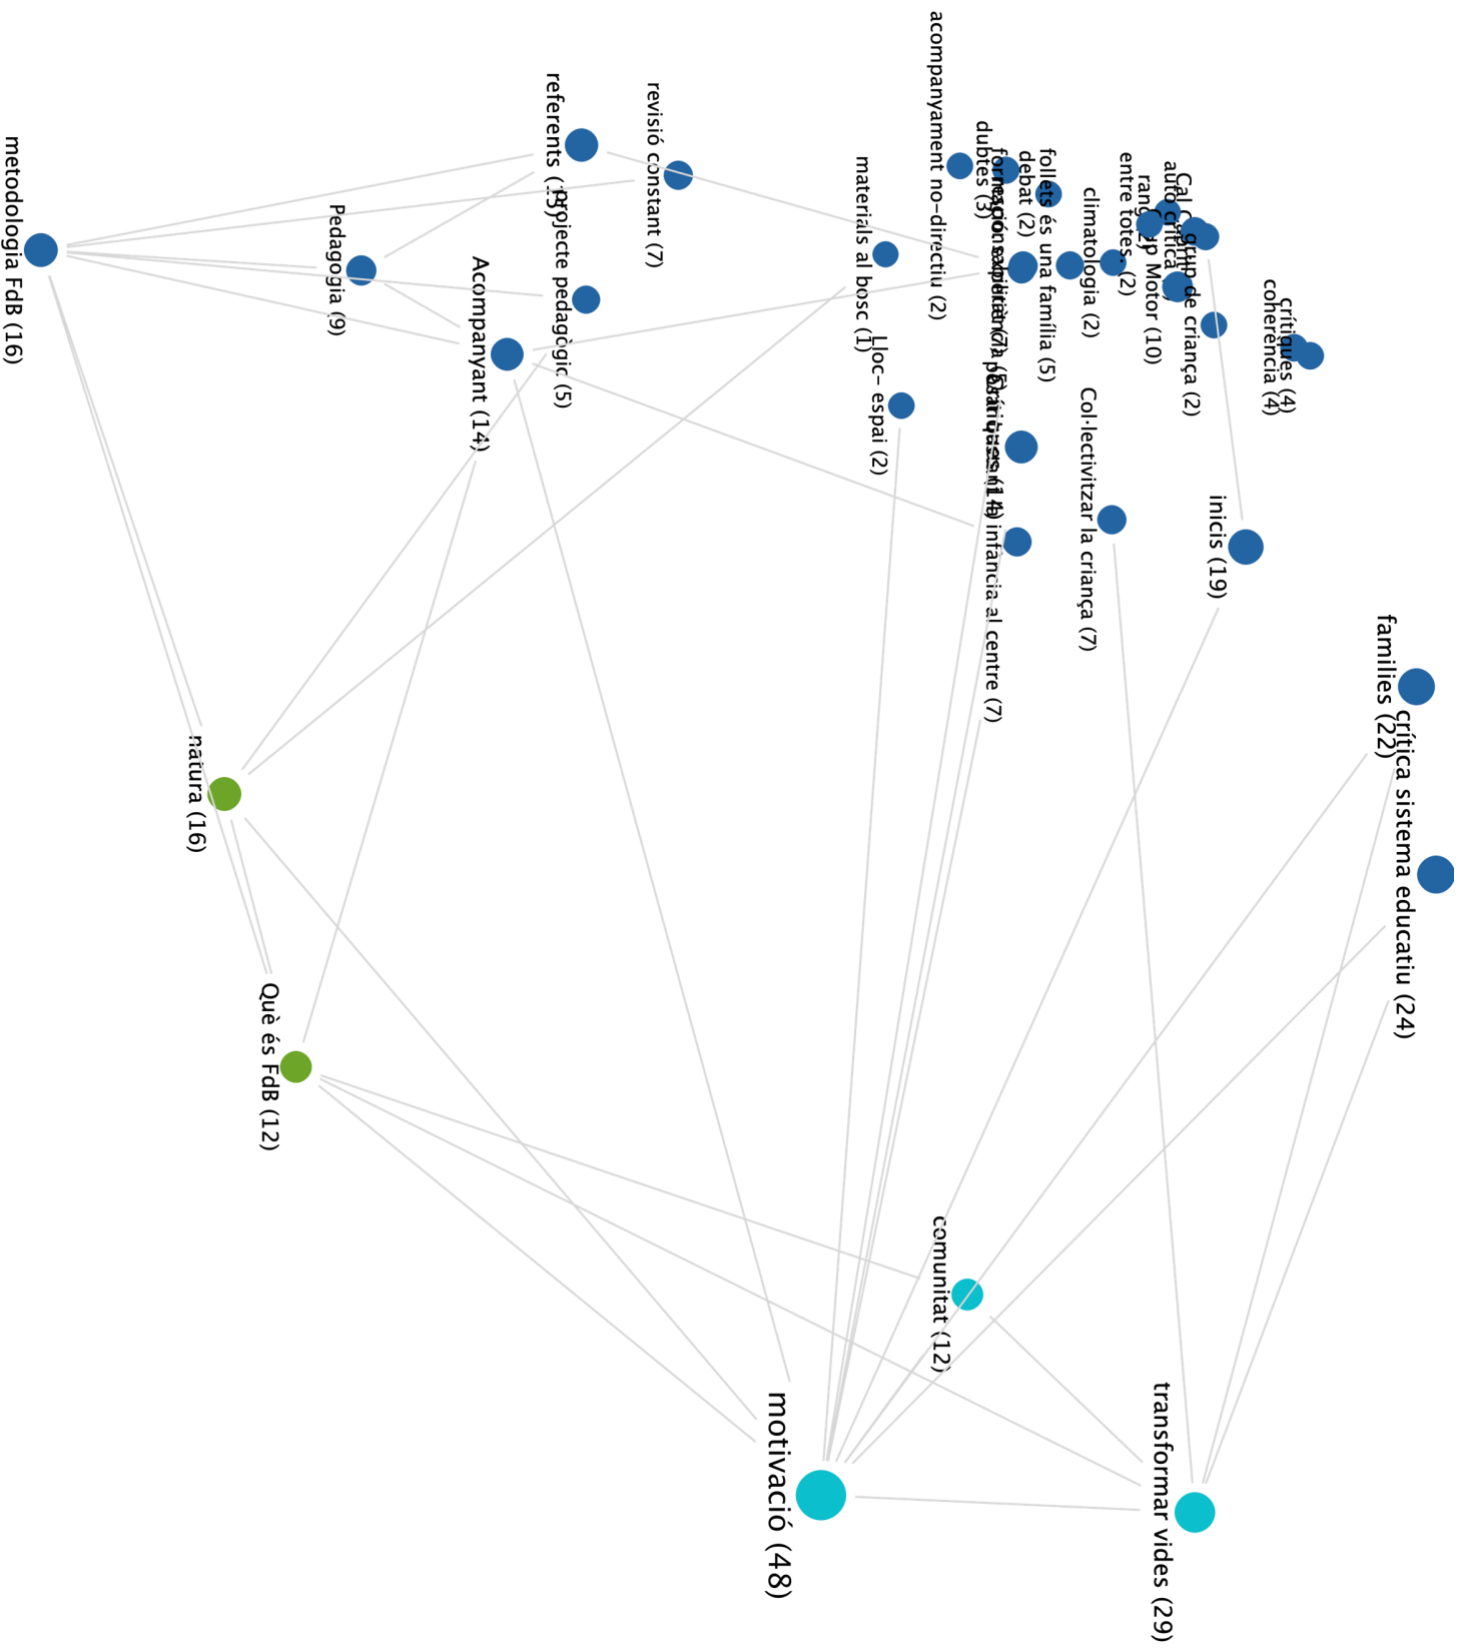 crítica sistema educatiu (24)
families (22)
crítiques (4)
coherència (4)
inicis (19)
grup de criança (2)
transformar vides (29)
auto crítica
Motor (10)
entre totes. (2)
climatologia (2)
Col·lectivitzar la criança (7)
follets és una família (5)
debat (2)
infància al centre (7)
dubtes (3)
acompanyament no-directiu (2)
comunitat (12)
Lloc- espai (2)
materials al bosc (1)
motivació (48)
revisió constant (7)
projecte pedagògic (5)
referents (15)
Acompanyant (14)
Pedagogia (9)
Què és FdB (12)
natura (16)
metodologia FdB (16)